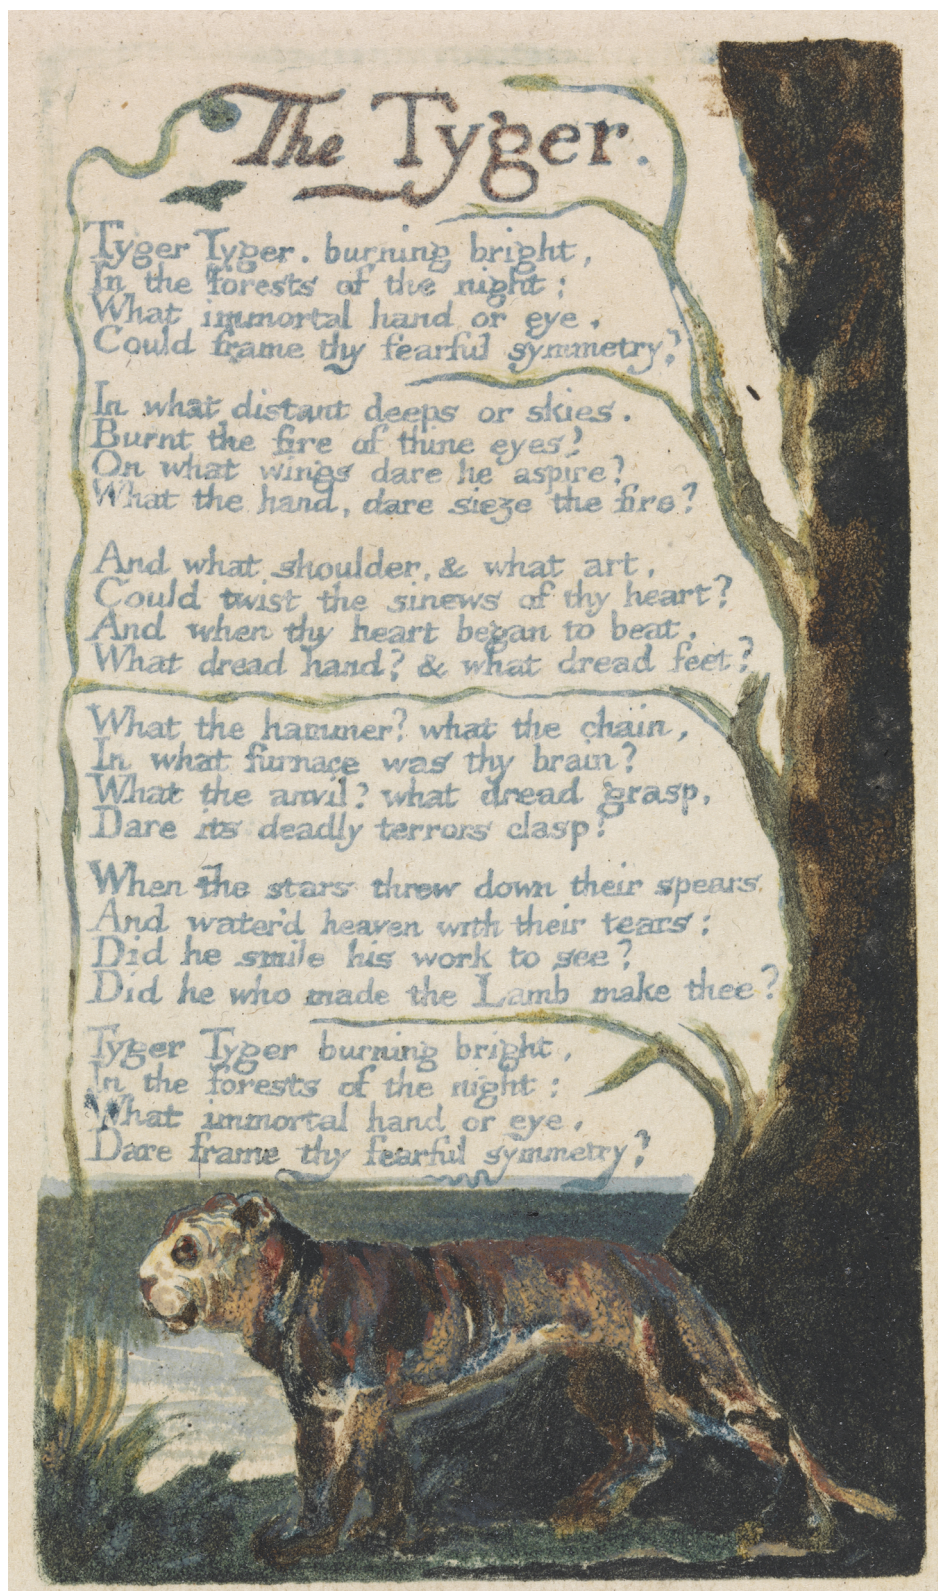 The Tyger.
Tyger Tyger. burning bright,
In the forests of the night;
What immortal hand or eye,
Could frame thy fearful symmetry?
In what distant deeps or skies.
Burnt the fire of thine eyes?
On what wings dare he aspire?
What the hand, dare sieze the fire?
And what shoulder, & what art,
Could twist the sinews of thy heart?
And when thy heart began to beat,
What dread hand? & what dread feet?
What the hammer? what the chain,
In what furnace was thy brain?
What the anvil? what dread grasp,
Dare its deadly terrors clasp?
When the stars threw down their spears
And water'd heaven with their tears:
Did he smile his work to see?
Did he who made the Lamb make thee?
Tyger Tyger burning bright,
In the forests of the night:
What immortal hand or eye,
Dare frame thy fearful symmetry?